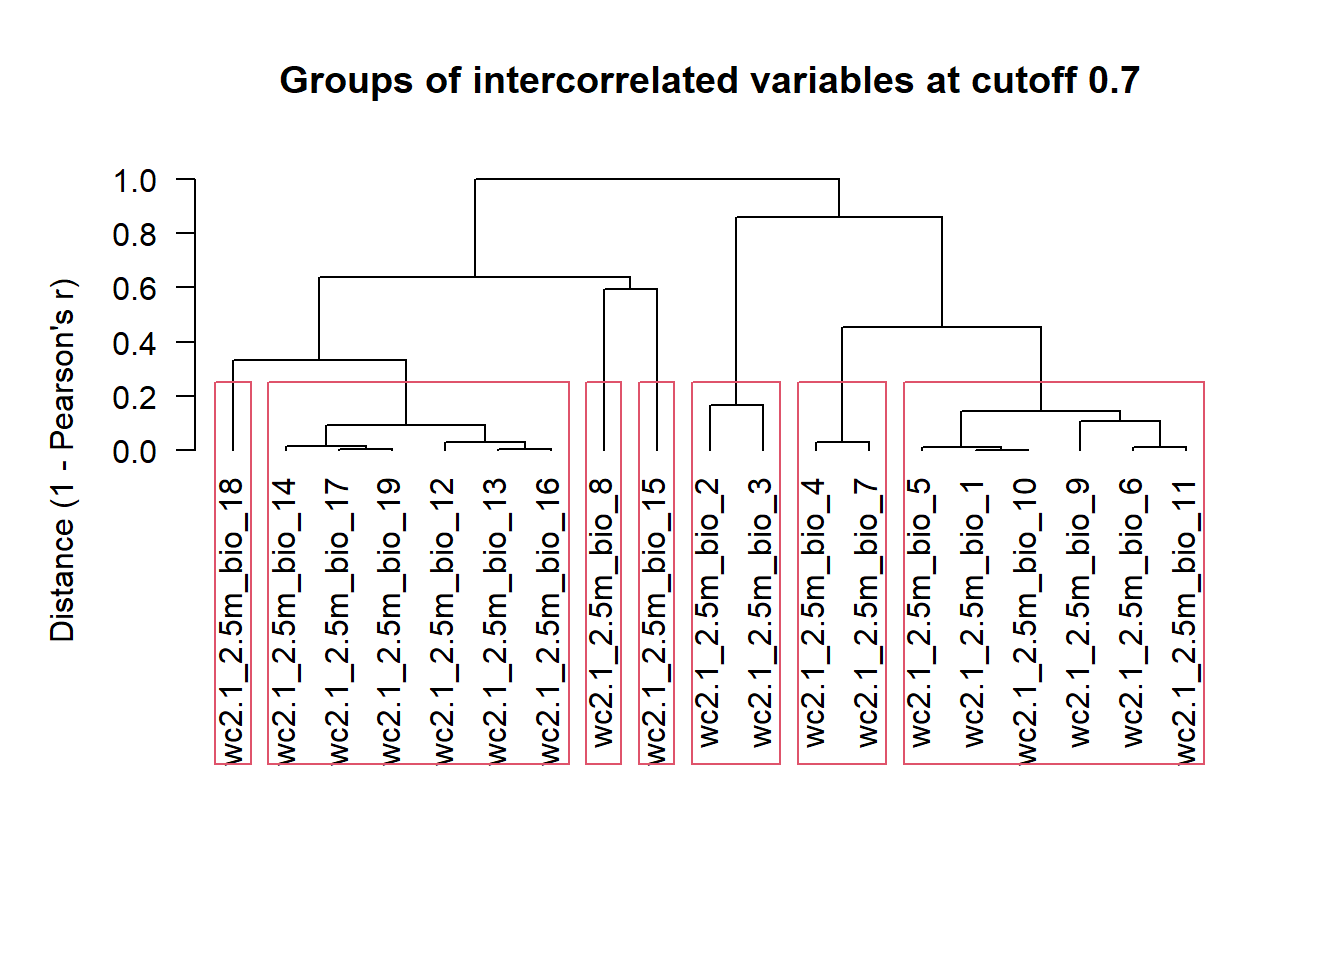 Groups of intercorrelated variables at cutoff 0.7
Distance (1 - Pearson's r)
1.0
0.8
0.6
0.4
0.2
0.0
wc2.1_2.5m_bio_18
wc2.1_2.5m_bio_14
wc2.1_2.5m_bio_17
wc2.1_2.5m_bio_19
wc2.1_2.5m_bio_12
wc2.1_2.5m_bio_13
wc2.1_2.5m_bio_16
wc2.1_2.5m_bio_8
wc2.1_2.5m_bio_15
wc2.1_2.5m_bio_2
wc2.1_2.5m_bio_3
wc2.1_2.5m_bio_4
wc2.1_2.5m_bio_7
wc2.1_2.5m_bio_5
wc2.1_2.5m_bio_1
wc2.1_2.5m_bio_10
wc2.1_2.5m_bio_9
wc2.1_2.5m_bio_6
wc2.1_2.5m_bio_11